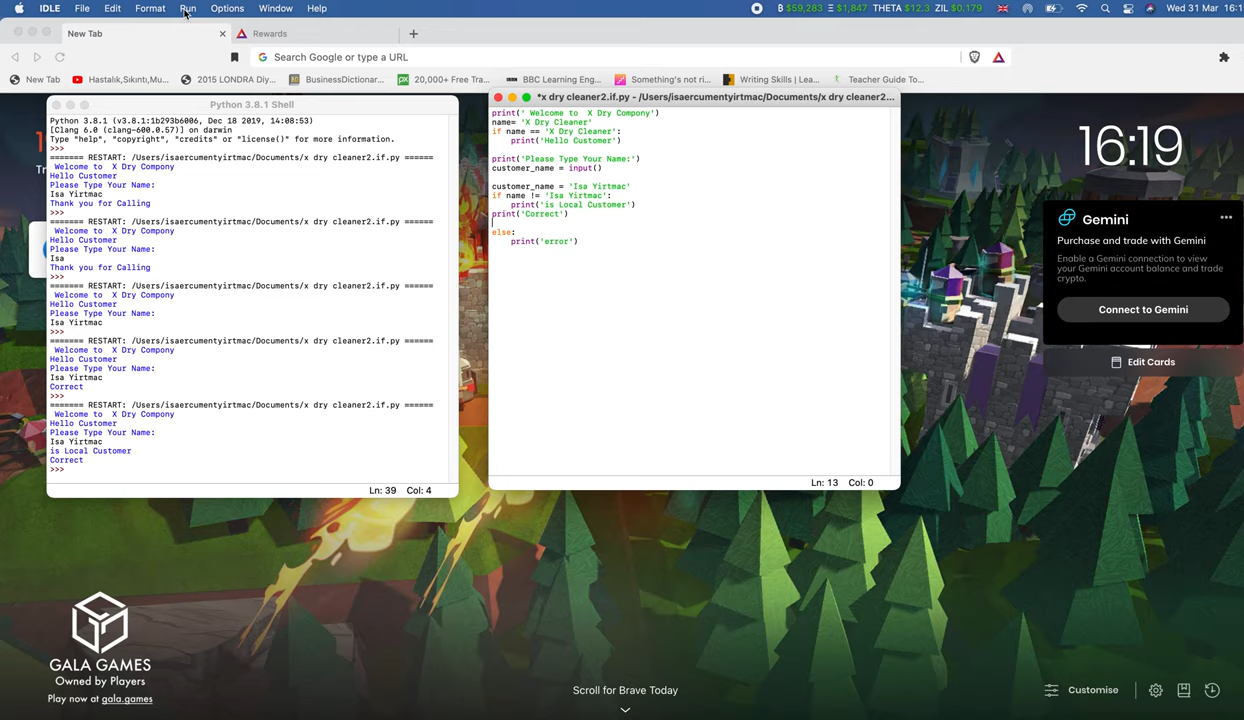 IDLE File Edit Format Run Options Window Help
₿ $59,283 Ξ $1,847 THETA $12.3 ZIL $0.179
Wed 31 Mar 16:1
New Tab
Rewards
Search Google or type a URL
New Tab
Hastalık,Sıkıntı,Mu...
2015 LONDRA Diy...
BusinessDictionar...
20,000+ Free Tra...
BBC Learning Eng...
Something's not ri...
Writing Skills | Lea...
Teacher Guide To...
Python 3.8.1 Shell
Python 3.8.1 (v3.8.1:1b293b6006, Dec 18 2019, 14:08:53)
[Clang 6.0 (clang-600.0.57)] on darwin
Type "help", "copyright", "credits" or "license()" for more information.
>>>
======= RESTART: /Users/isaercumentyirtmac/Documents/x dry cleaner2.if.py ======
Welcome to  X Dry Compony
Hello Customer
Please Type Your Name:
Isa Yirtmac
Thank you for Calling
>>>
======= RESTART: /Users/isaercumentyirtmac/Documents/x dry cleaner2.if.py ======
Welcome to  X Dry Compony
Hello Customer
Please Type Your Name:
Isa
Thank you for Calling
>>>
======= RESTART: /Users/isaercumentyirtmac/Documents/x dry cleaner2.if.py ======
Welcome to  X Dry Compony
Hello Customer
Please Type Your Name:
Isa Yirtmac
>>>
======= RESTART: /Users/isaercumentyirtmac/Documents/x dry cleaner2.if.py ======
Welcome to  X Dry Compony
Hello Customer
Please Type Your Name:
Isa Yirtmac
Correct
>>>
======= RESTART: /Users/isaercumentyirtmac/Documents/x dry cleaner2.if.py ======
Welcome to  X Dry Compony
Hello Customer
Please Type Your Name:
Isa Yirtmac
is Local Customer
Correct
>>>
Ln: 39 Col: 4
*x dry cleaner2.if.py - /Users/isaercumentyirtmac/Documents/x dry cleaner2...
print(' Welcome to  X Dry Compony')
name= 'X Dry Cleaner'
if name == 'X Dry Cleaner':
    print('Hello Customer')
print('Please Type Your Name:')
customer_name = input()
customer_name = 'Isa Yirtmac'
if name != 'Isa Yirtmac':
    print('is Local Customer')
print('Correct')
else:
    print('error')
Ln: 13 Col: 0
16:19
Gemini
Purchase and trade with Gemini
Enable a Gemini connection to view
your Gemini account balance and trade
crypto.
Connect to Gemini
Edit Cards
GALA GAMES
Owned by Players
Play now at gala.games
Scroll for Brave Today
Customise